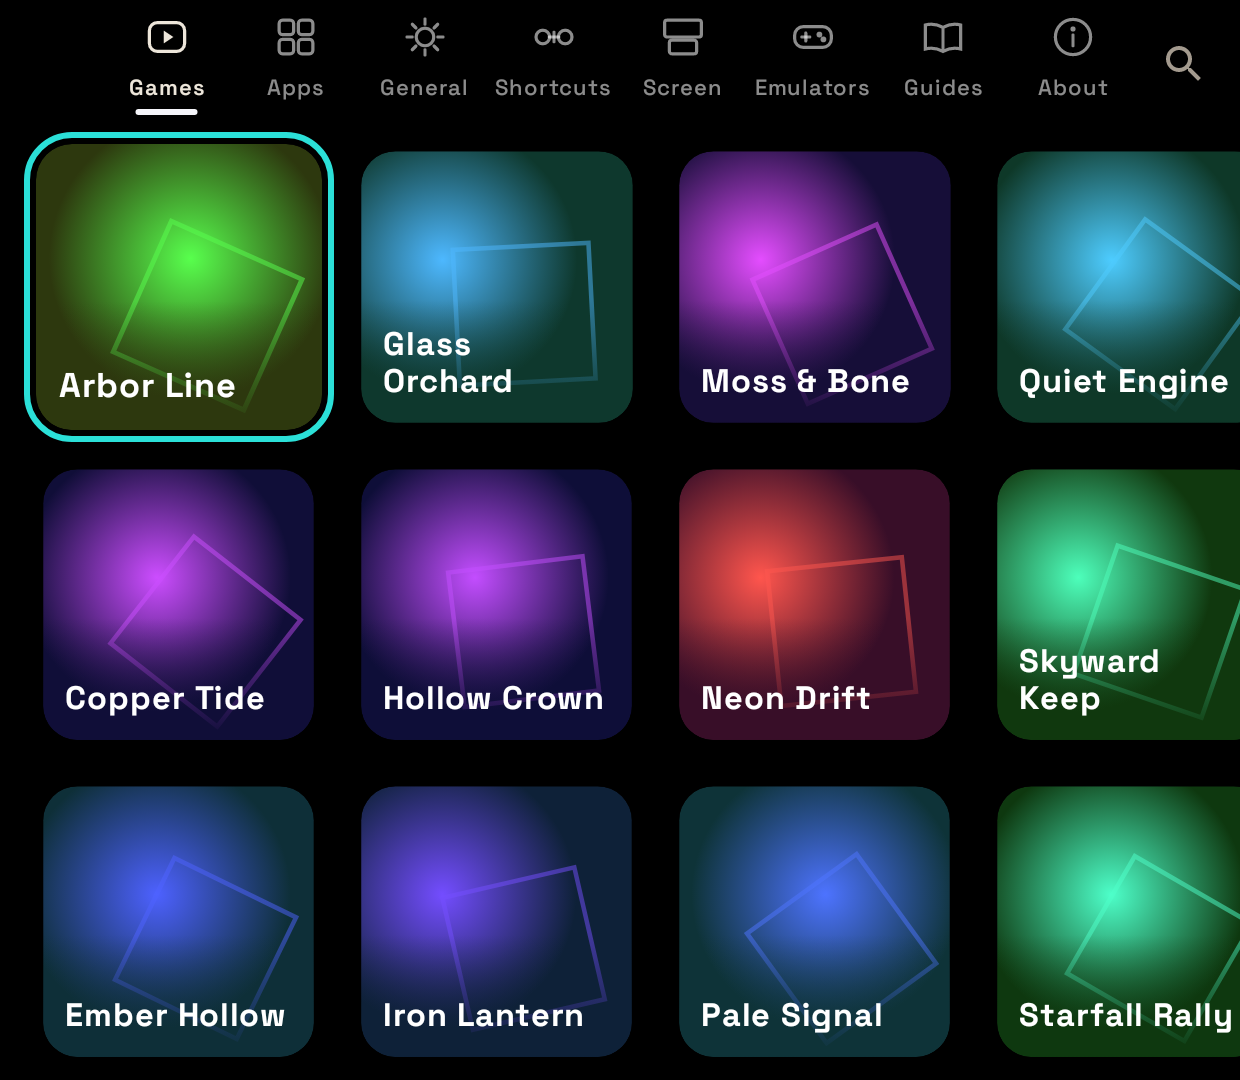 Games
Apps
General
Shortcuts
Screen
Emulators
Guides
About
Arbor Line
Glass
Orchard
Moss & Bone
Quiet Engine
Copper Tide
Hollow Crown
Neon Drift
Skyward
Keep
Ember Hollow
Iron Lantern
Pale Signal
Starfall Rally